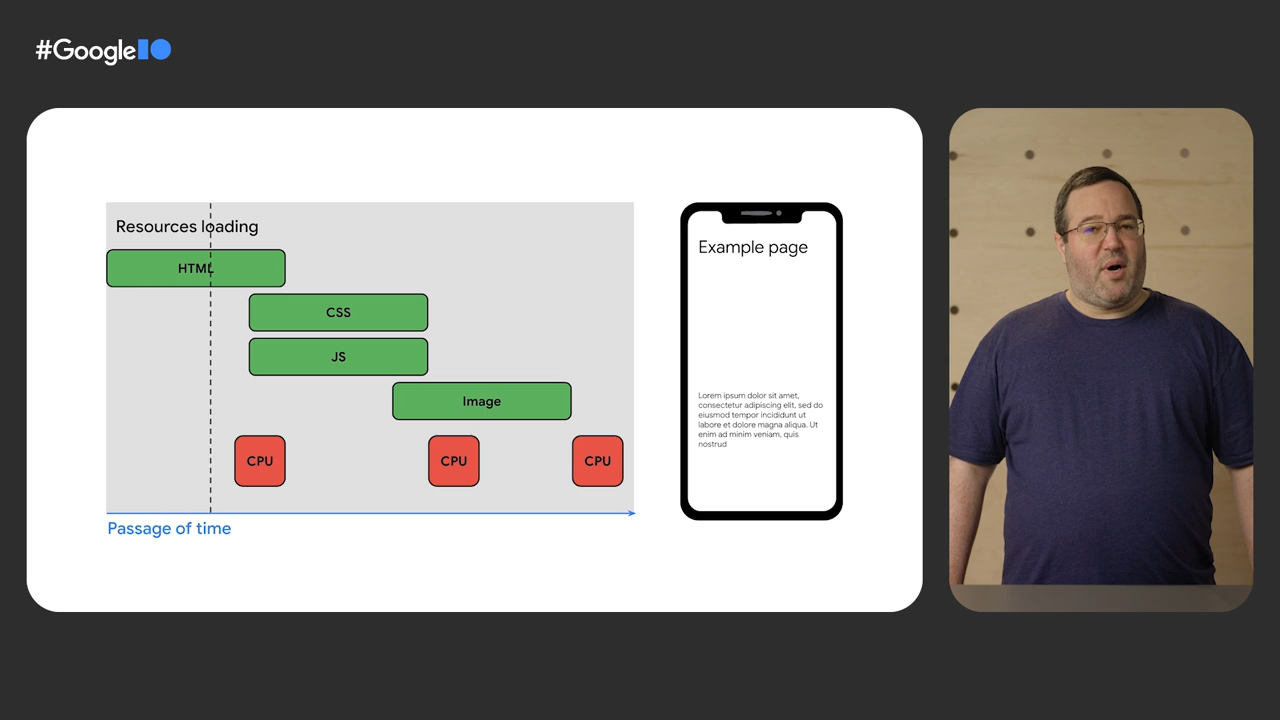 #GoogleIO
Resources loading
HTML
CSS
JS
Image
CPU CPU CPU
Passage of time
Example page
Lorem ipsum dolor sit amet,
consectetur adipiscing elit, sed do
eiusmod tempor incididunt ut
labore et dolore magna aliqua. Ut
enim ad minim veniam, quis
nostrud